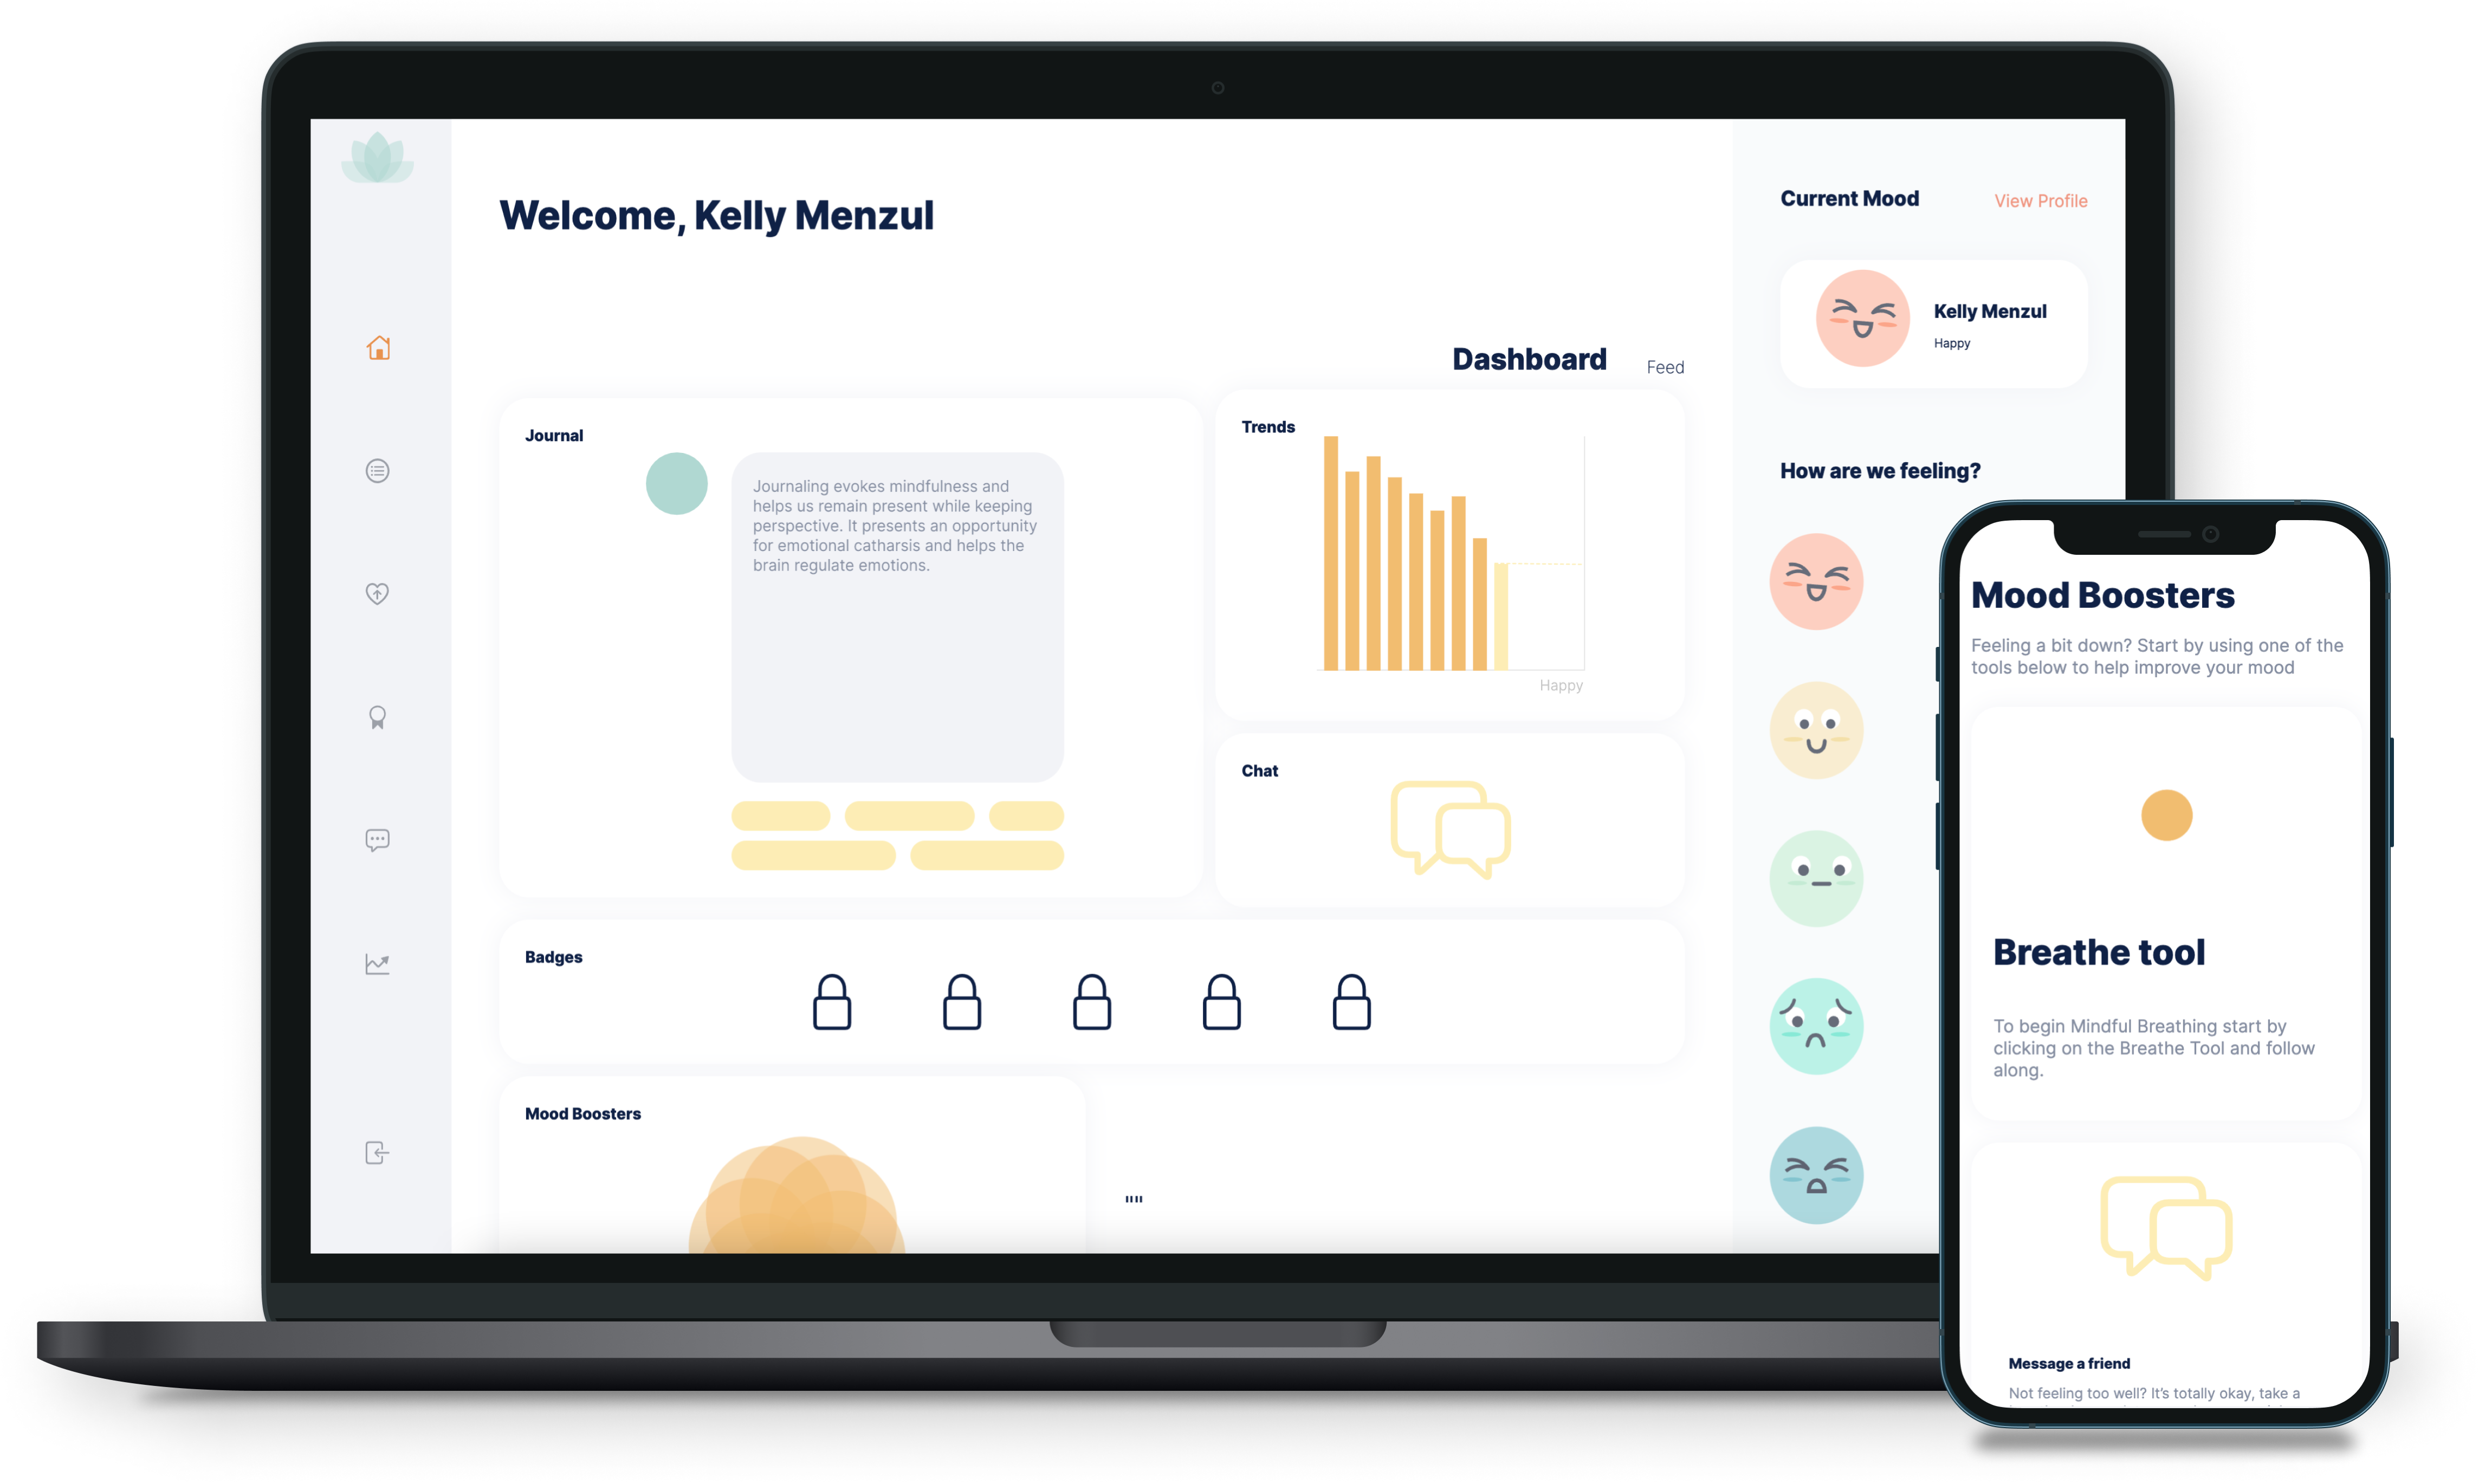 Welcome, Kelly Menzul
Dashboard
Feed
Journal
Journaling evokes mindfulness and
helps us remain present while keeping
perspective. It presents an opportunity
for emotional catharsis and helps the
brain regulate emotions.
Trends
Happy
Chat
Badges
Mood Boosters
Current Mood
View Profile
Kelly Menzul
Happy
How are we feeling?
Mood Boosters
Feeling a bit down? Start by using one of the
tools below to help improve your mood
Breathe tool
To begin Mindful Breathing start by
clicking on the Breathe Tool and follow
along.
Message a friend
Not feeling too well? It's totally okay, take a